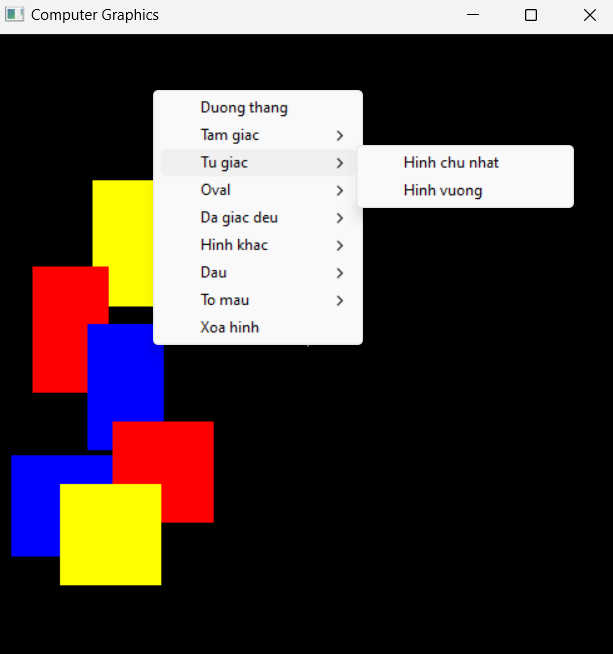 Computer Graphics
Duong thang
Tam giac
Tu giac
Hinh chu nhat
Hinh vuong
Oval
Da giac deu
Hinh khac
Dau
To mau
Xoa hinh